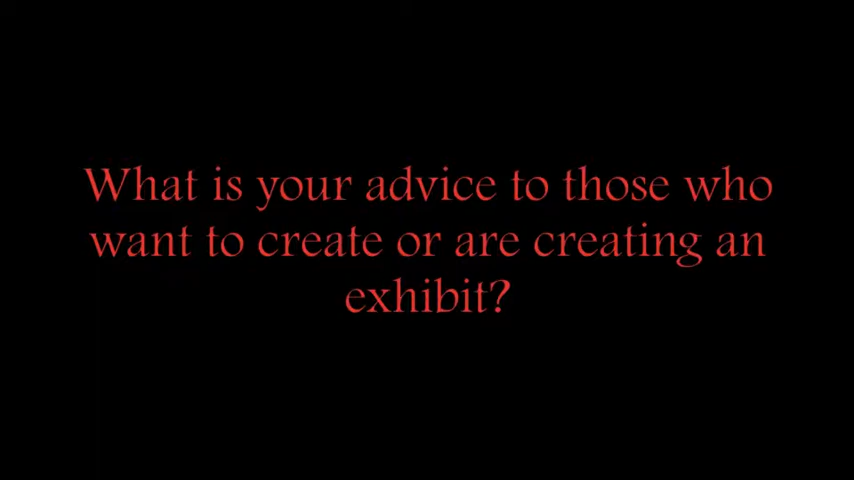 What is your advice to those who
want to create or are creating an
exhibit?